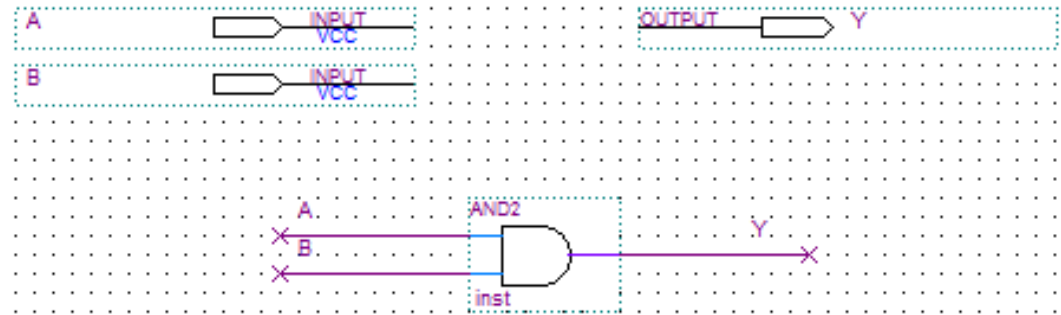 A INPUT VCC
OUTPUT Y
B INPUT VCC
A
AND2
B
Y
inst